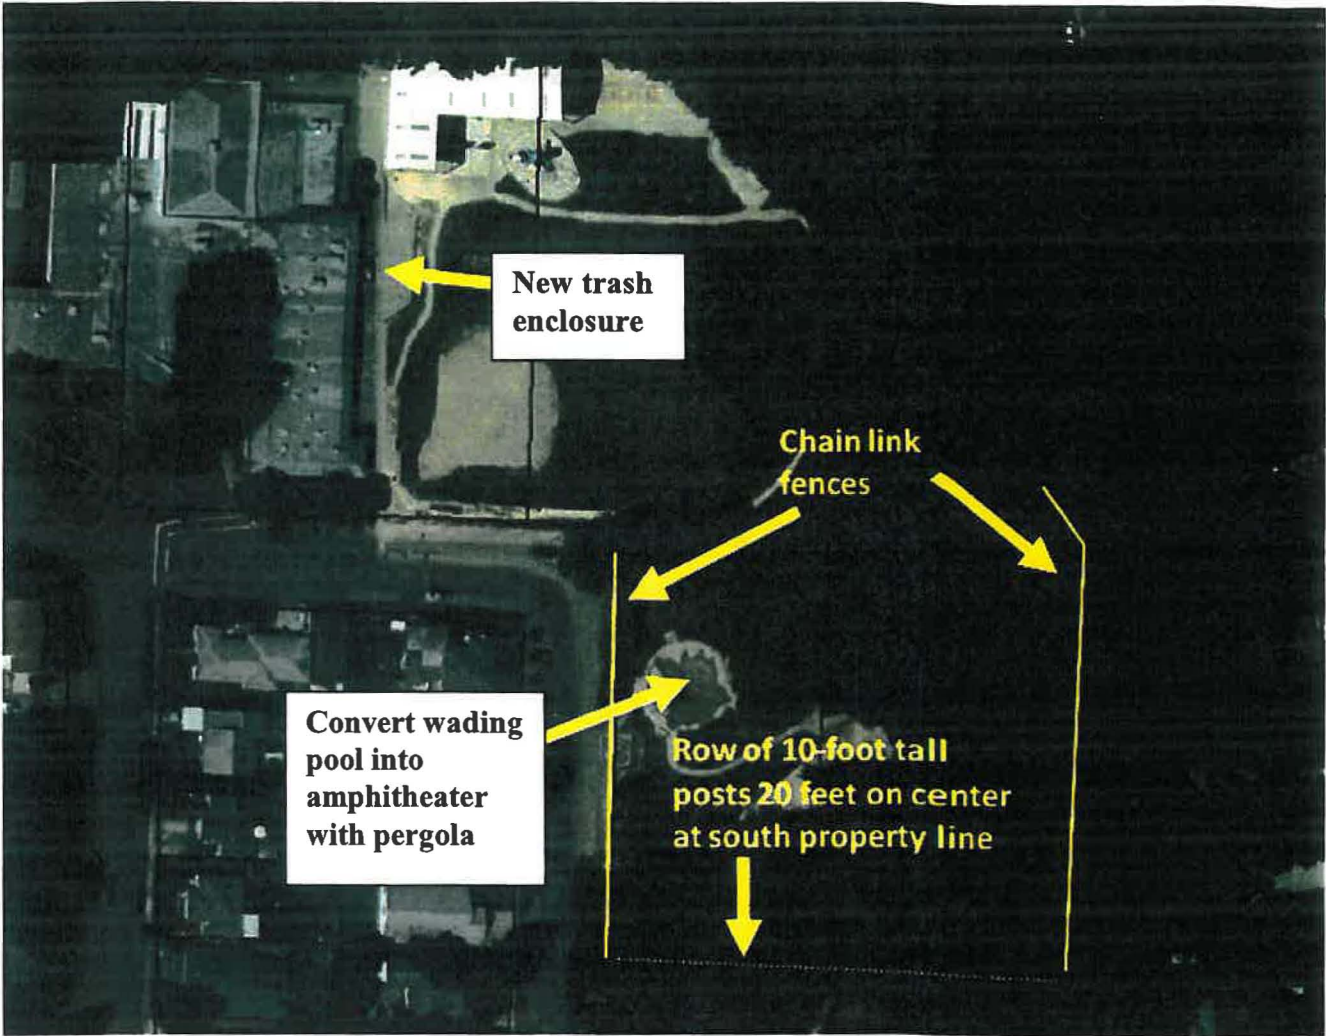 New trash
enclosure
Chain link
fences
Convert wading
pool into
amphitheater
with pergola
Row of 10-foot tall
posts 20 feet on center
at south property line